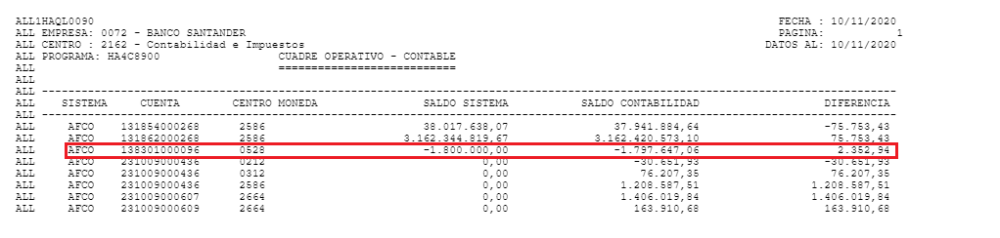 ALL1HAQL0090 FECHA : 10/11/2020
ALL EMPRESA: 0072 - BANCO SANTANDER PAGINA: 1
ALL CENTRO : 2162 - Contabilidad e Impuestos DATOS AL: 10/11/2020
ALL PROGRAMA: HA4C8900 CUADRE OPERATIVO - CONTABLE
ALL ===========================
ALL
ALL ----------------------------------------------------------------------------------------------------------------------------------
ALL SISTEMA CUENTA CENTRO MONEDA SALDO SISTEMA SALDO CONTABILIDAD DIFERENCIA
ALL ----------------------------------------------------------------------------------------------------------------------------------
ALL AFCO 131854000268 2586 38.017.638,07 37.941.884,64 -75.753,43
ALL AFCO 131862000268 2586 3.162.344.819,67 3.162.420.573,10 75.753,43
ALL AFCO 138301000096 0528 -1.800.000,00 -1.797.647,06 2.352,94
ALL AFCO 231009000436 0212 0,00 -30.651,93 -30.651,93
ALL AFCO 231009000436 0312 0,00 76.207,35 76.207,35
ALL AFCO 231009000436 2586 0,00 1.208.587,51 1.208.587,51
ALL AFCO 231009000607 2664 0,00 1.406.019,84 1.406.019,84
ALL AFCO 231009000609 2664 0,00 163.910,68 163.910,68